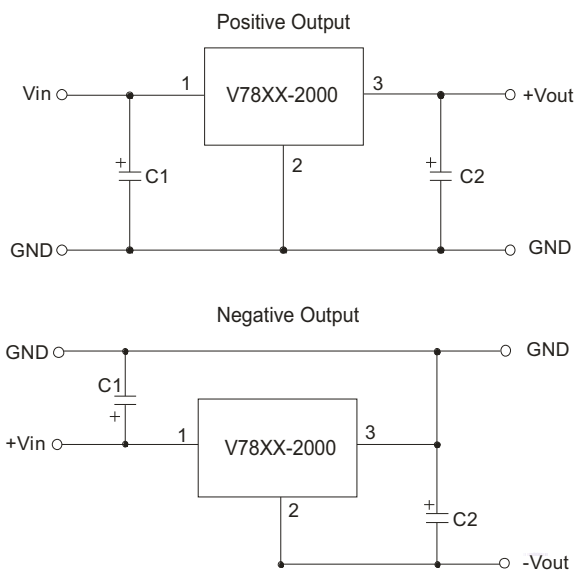 Positive Output
Vin
1
V78XX-2000
3
+Vout
2
+
C1
+
C2
GND
GND
Negative Output
GND
GND
C1
+
+Vin
1
V78XX-2000
3
2
+
C2
-Vout